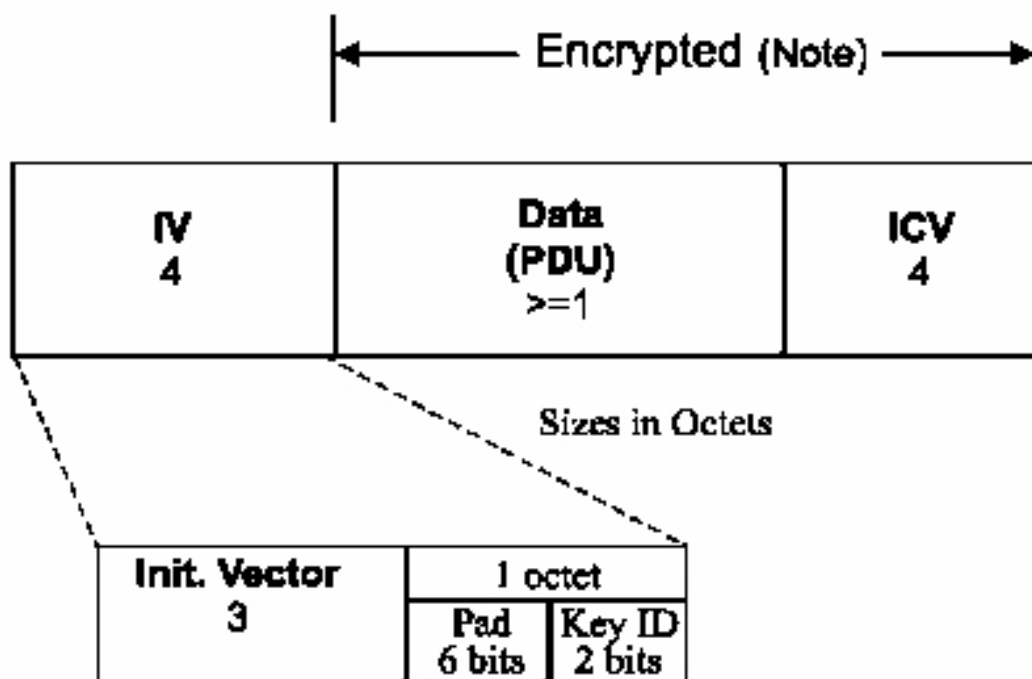 Encrypted (Note)
IV
4
Data
(PDU)
>=1
ICV
4
Sizes in Octets
Init. Vector
3
1 octet
Pad
6 bits
Key ID
2 bits